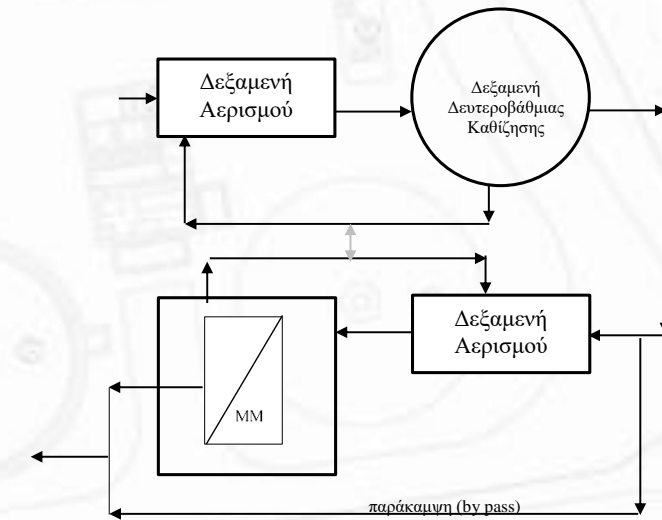 Δεξαμενή
Αερισμού
Δεξαμενή
Δευτεροβάθμιας
Καθίζησης
Δεξαμενή
Αερισμού
MM
παράκαμψη (by pass)